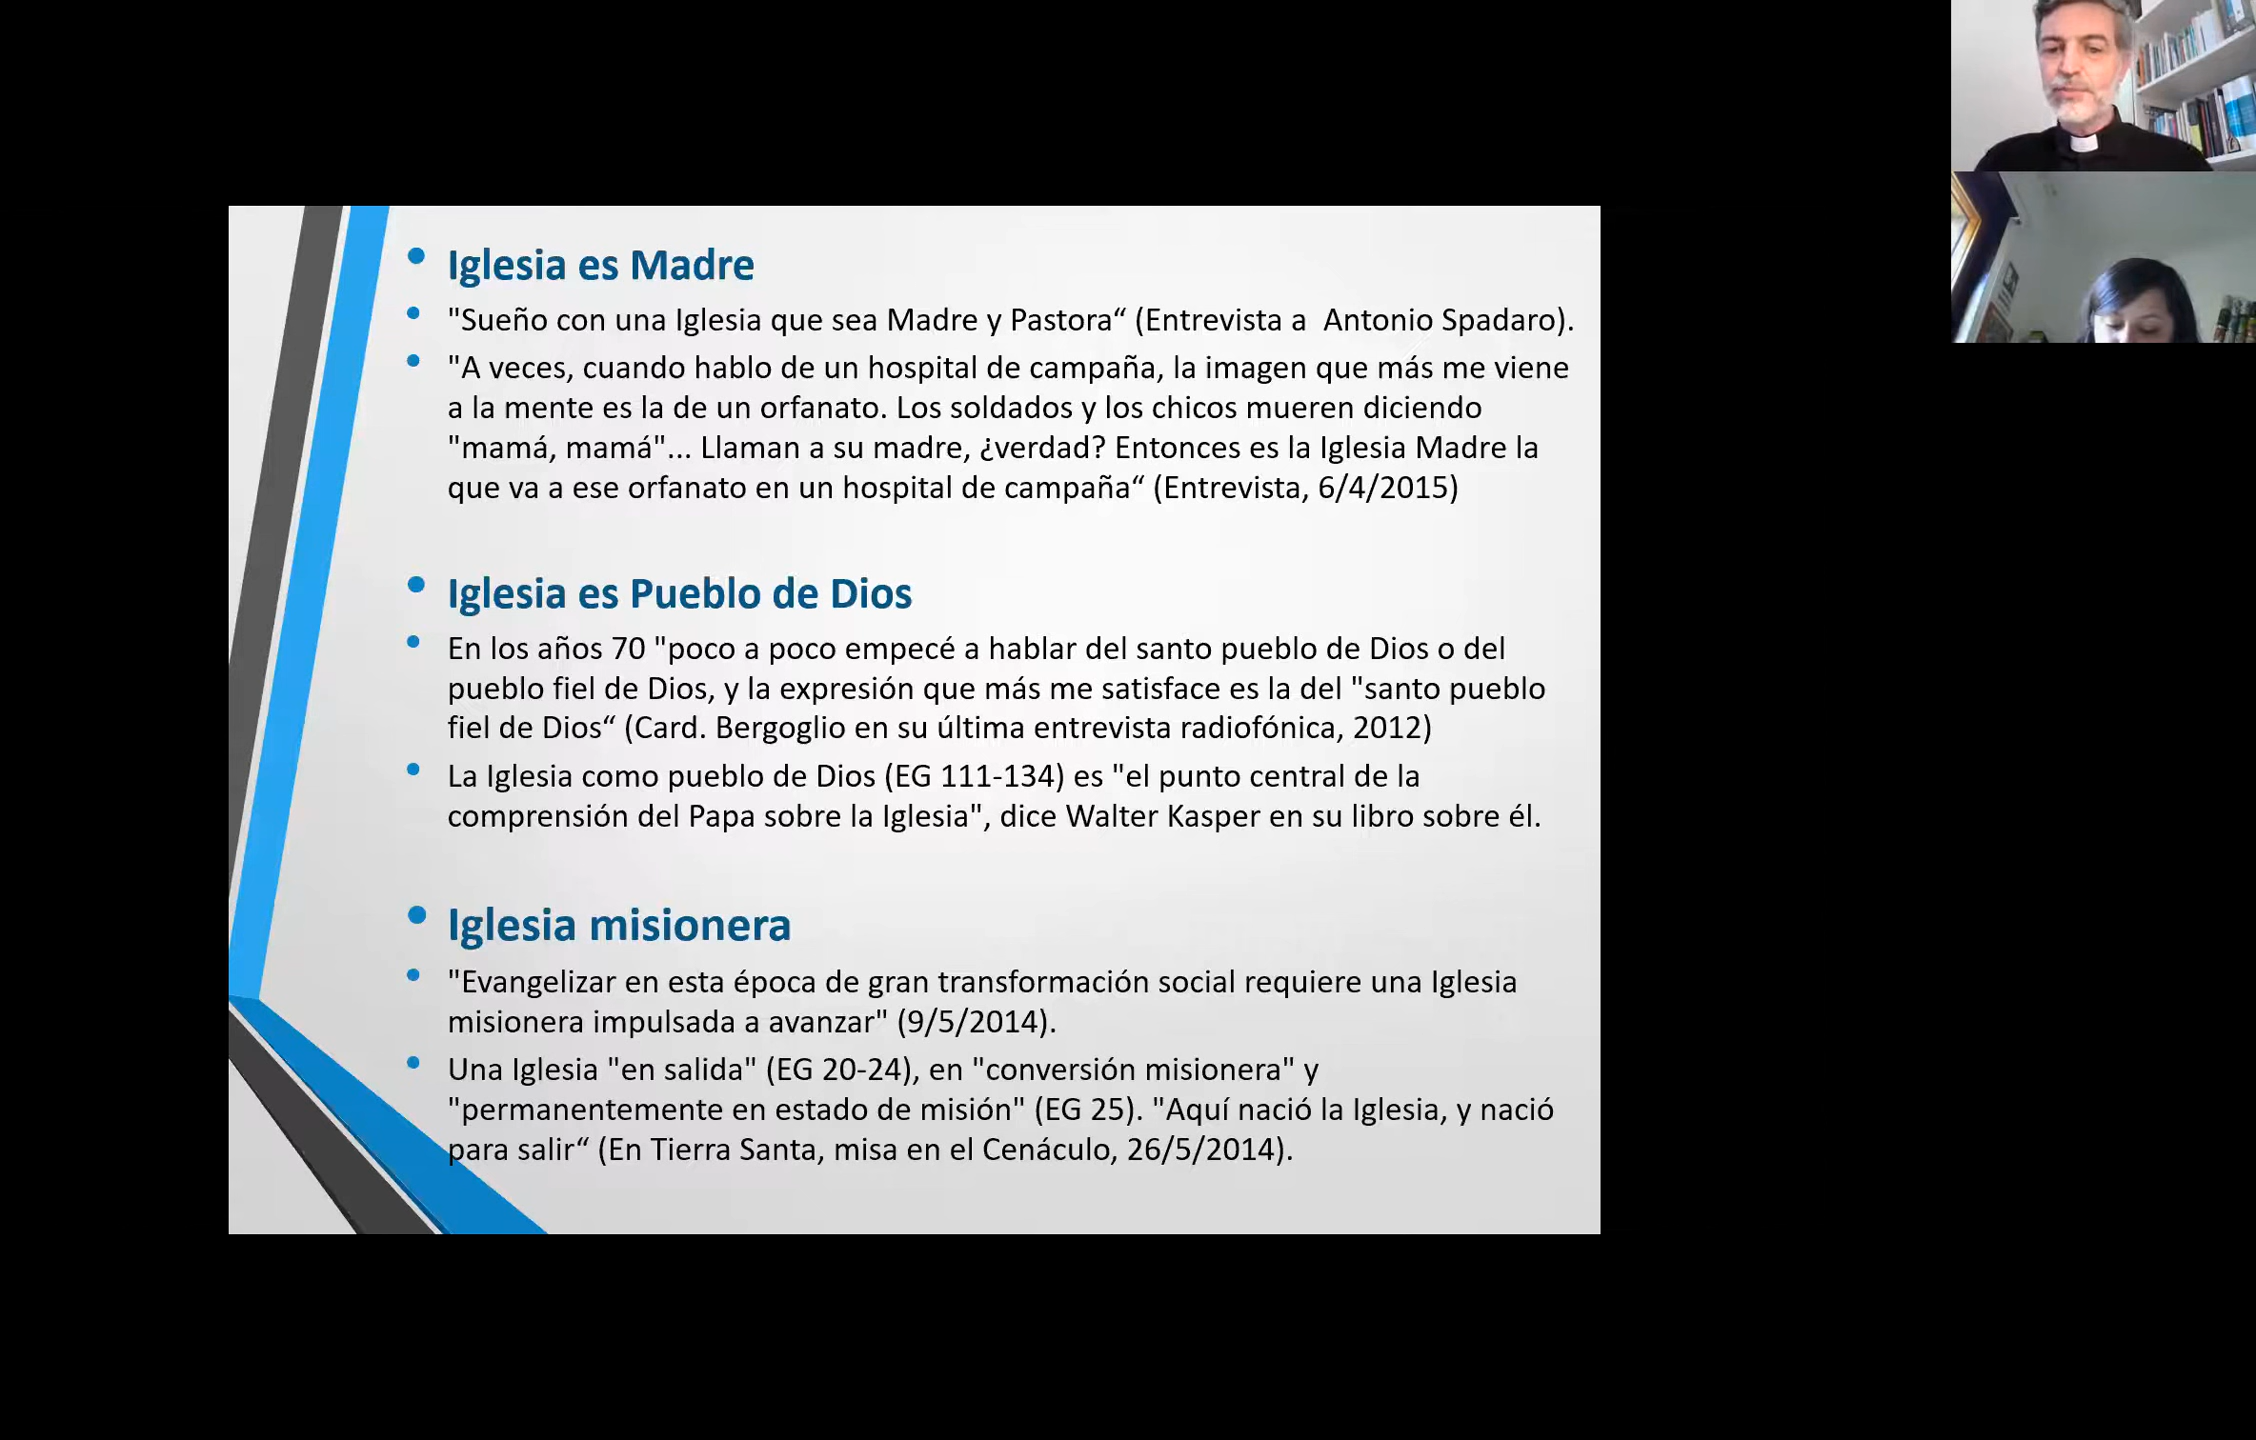 • Iglesia es Madre
• "Sueño con una Iglesia que sea Madre y Pastora“ (Entrevista a  Antonio Spadaro).
• "A veces, cuando hablo de un hospital de campaña, la imagen que más me viene
a la mente es la de un orfanato. Los soldados y los chicos mueren diciendo
"mamá, mamá"... Llaman a su madre, ¿verdad? Entonces es la Iglesia Madre la
que va a ese orfanato en un hospital de campaña“ (Entrevista, 6/4/2015)
• Iglesia es Pueblo de Dios
• En los años 70 "poco a poco empecé a hablar del santo pueblo de Dios o del
pueblo fiel de Dios, y la expresión que más me satisface es la del "santo pueblo
fiel de Dios“ (Card. Bergoglio en su última entrevista radiofónica, 2012)
• La Iglesia como pueblo de Dios (EG 111-134) es "el punto central de la
comprensión del Papa sobre la Iglesia", dice Walter Kasper en su libro sobre él.
• Iglesia misionera
• "Evangelizar en esta época de gran transformación social requiere una Iglesia
misionera impulsada a avanzar" (9/5/2014).
• Una Iglesia "en salida" (EG 20-24), en "conversión misionera" y
"permanentemente en estado de misión" (EG 25). "Aquí nació la Iglesia, y nació
para salir“ (En Tierra Santa, misa en el Cenáculo, 26/5/2014).